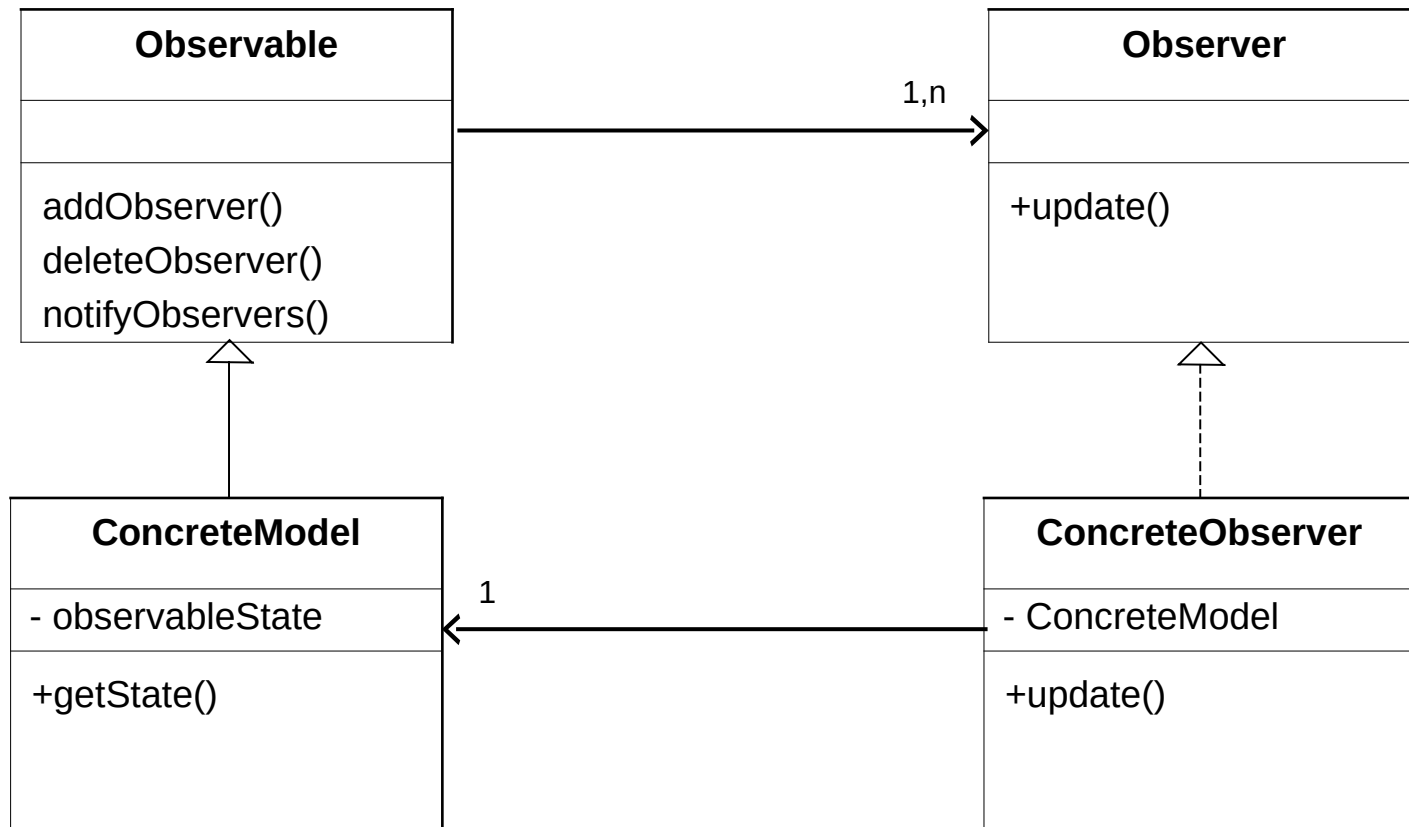 Observable
addObserver()
deleteObserver()
notifyObservers()
1,n
Observer
+update()
ConcreteModel
- observableState
+getState()
1
ConcreteObserver
- ConcreteModel
+update()